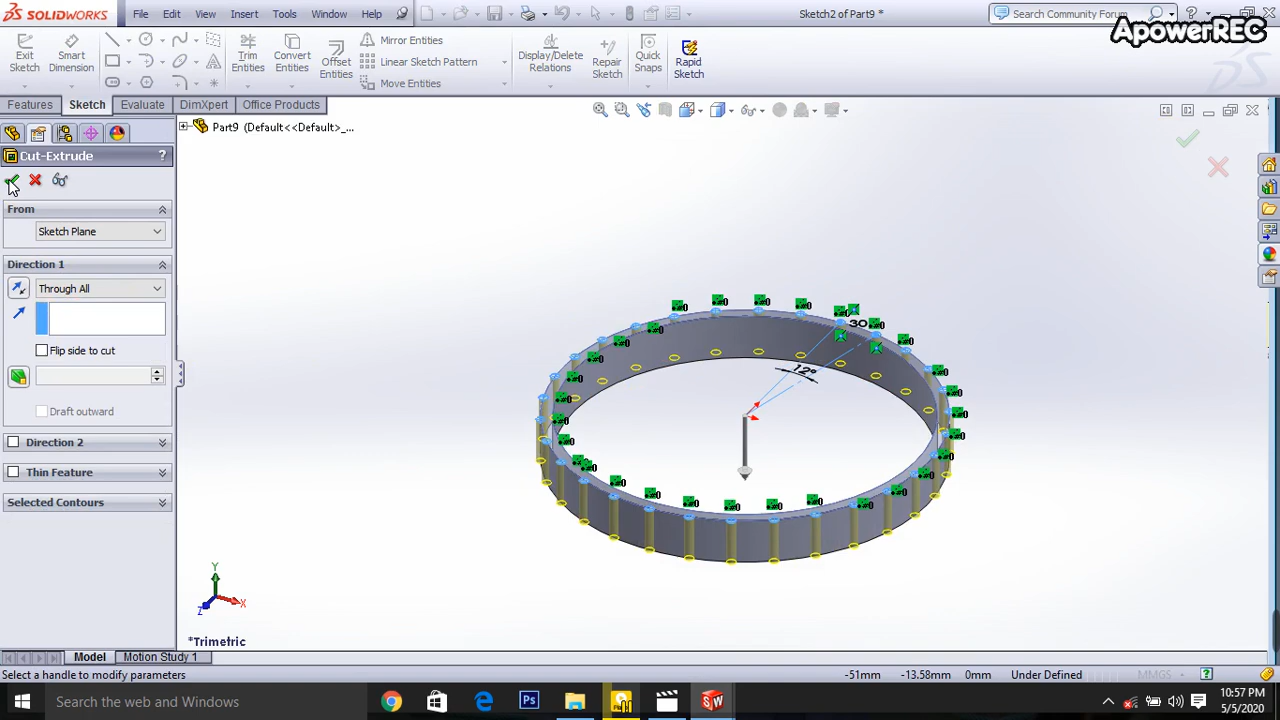 SOLIDWORKS File Edit View Insert Tools Window Help Sketch2 of Part9 * Search Community Forum
ApowerREC
Exit Sketch Smart Dimension Trim Entities Convert Entities Offset Entities Mirror Entities Linear Sketch Pattern Move Entities Display/Delete Relations Repair Sketch Quick Snaps Rapid Sketch
Features Sketch Evaluate DimXpert Office Products
Part9 (Default<<Default>_...
Cut-Extrude ?
From
Sketch Plane
Direction 1
Through All
Flip side to cut
Draft outward
Direction 2
Thin Feature
Selected Contours
30
12°
Y
X
Z
*Trimetric
Model Motion Study 1
Select a handle to modify parameters -51mm -13.58mm 0mm Under Defined MMGS ?
Search the web and Windows 10:57 PM
5/5/2020